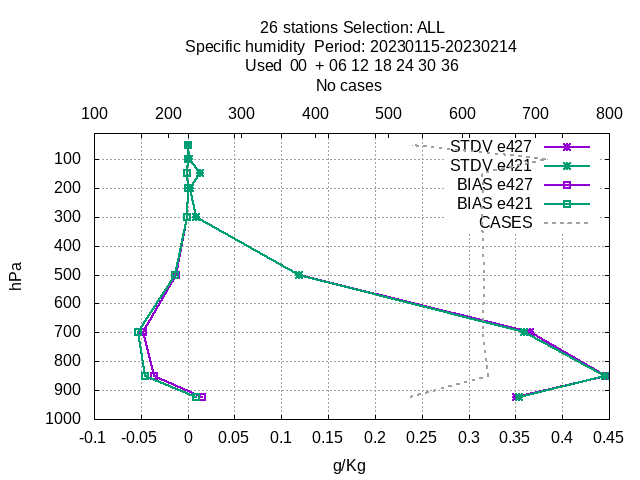 26 stations Selection: ALL
Specific humidity  Period: 20230115-20230214
Used  00  + 06 12 18 24 30 36
No cases
100 200 300 400 500 600 700 800
STDV e427
STDV e421
BIAS e427
BIAS e421
CASES
100
200
300
400
500
600
700
800
900
1000
hPa
-0.1 -0.05 0 0.05 0.1 0.15 0.2 0.25 0.3 0.35 0.4 0.45
g/Kg